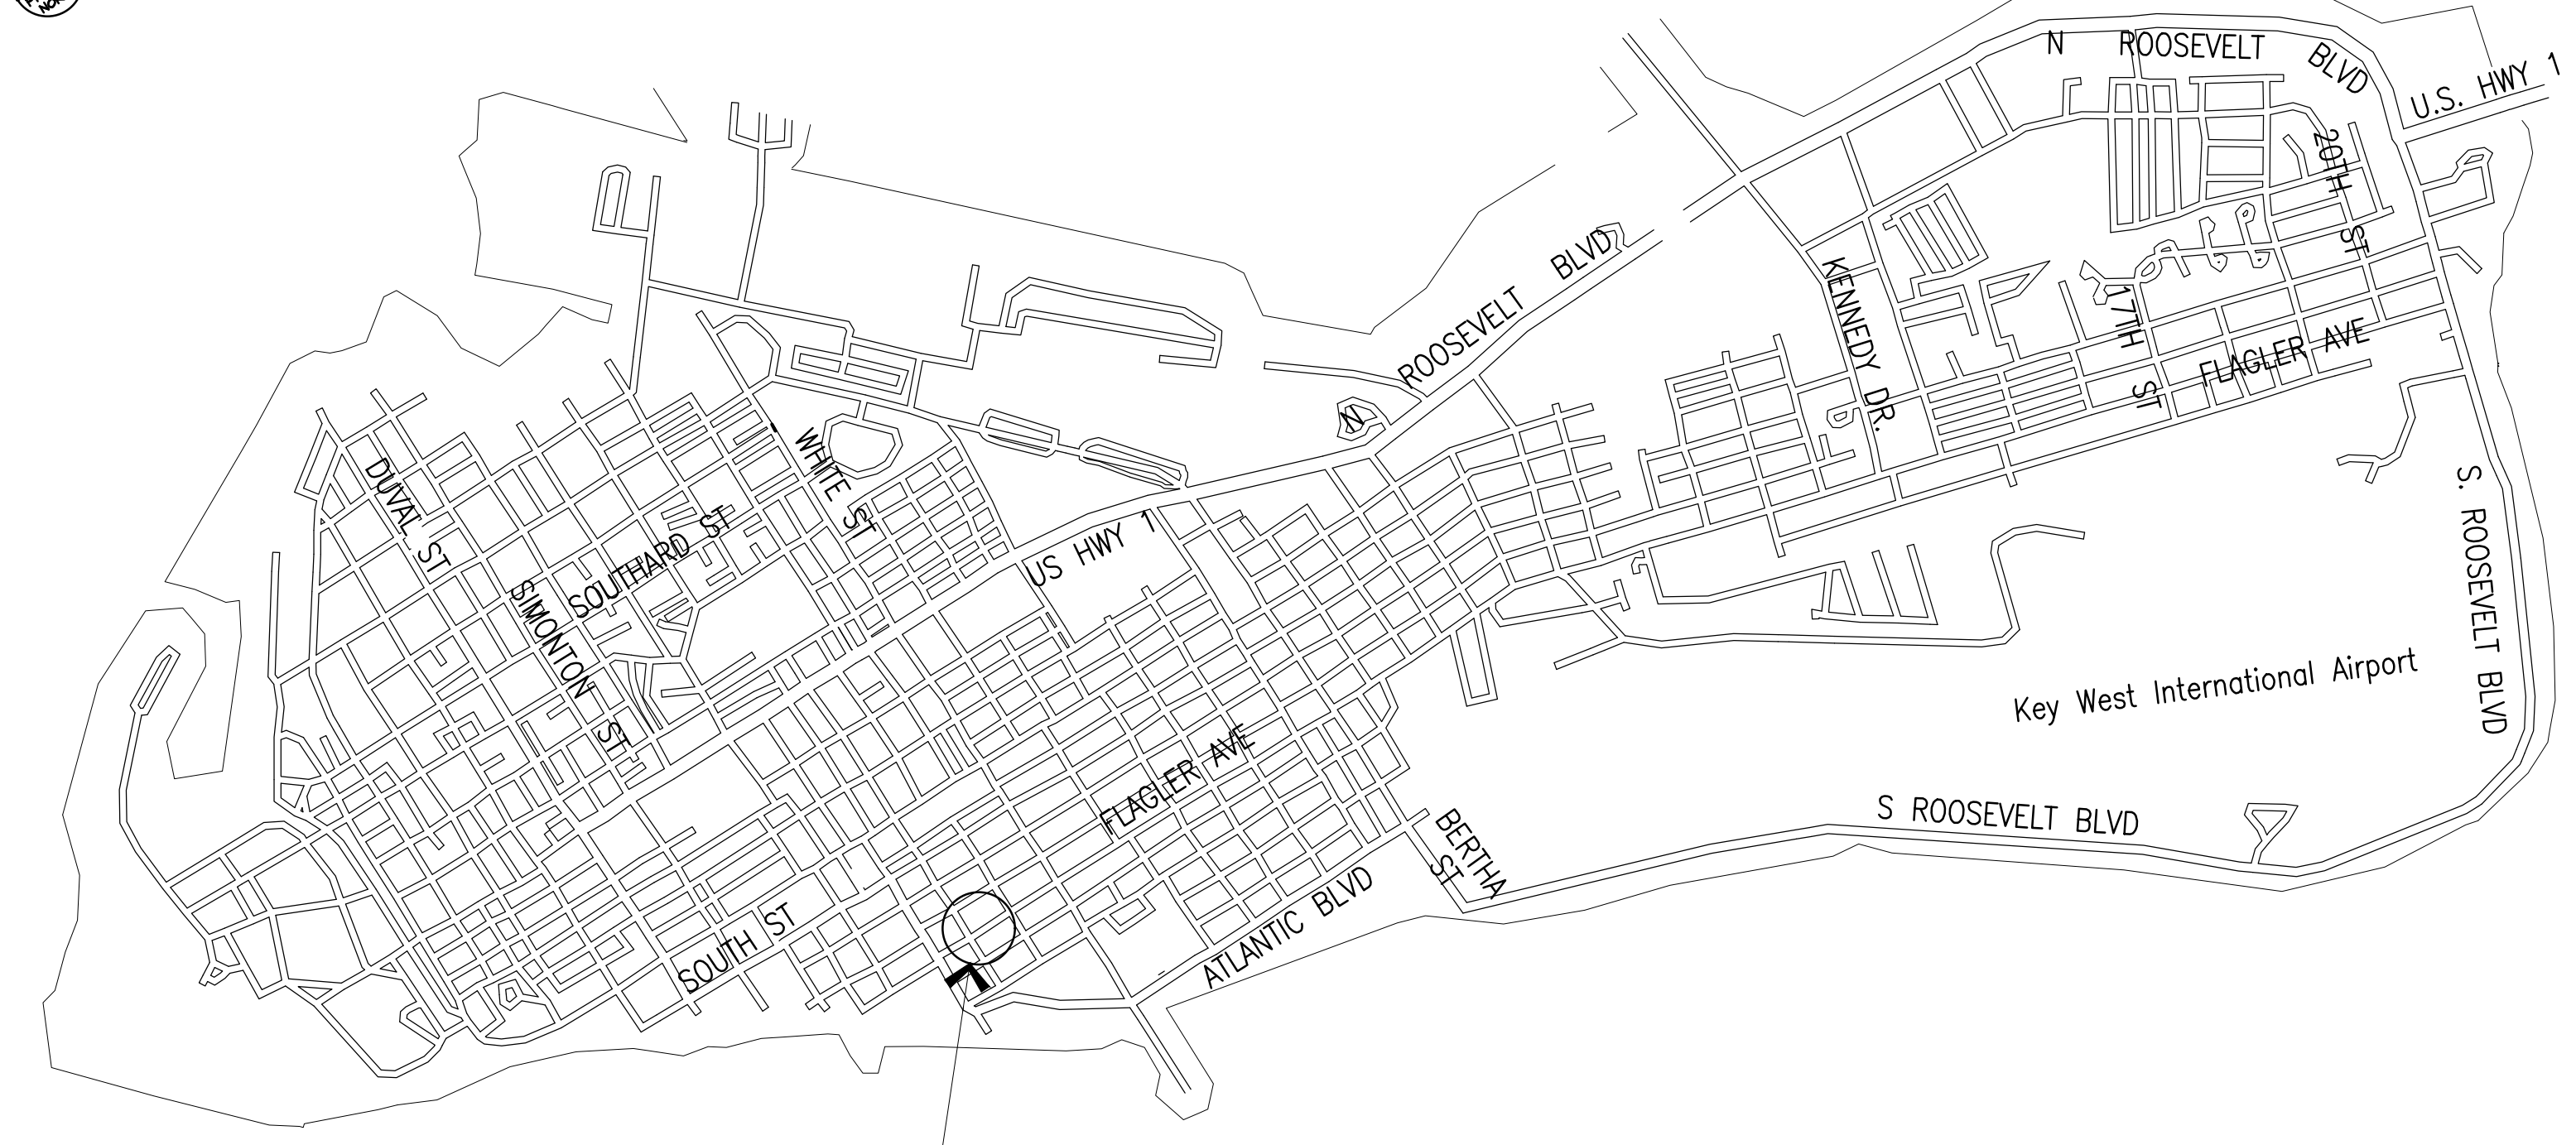 N ROOSEVELT BLVD
U.S. HWY 1
20TH ST
ROOSEVELT BLVD
N
KENNEDY DR.
17TH ST
FLAGLER AVE
DUVAL ST
WHITE ST
SOUTHARD ST
SIMONTON ST
US HWY 1
S. ROOSEVELT BLVD
Key West International Airport
FLAGLER AVE
S ROOSEVELT BLVD
BERTHA ST
ATLANTIC BLVD
SOUTH ST